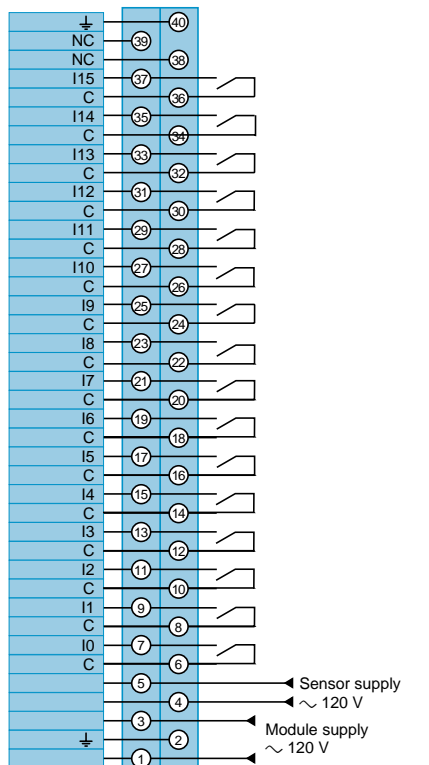 40
NC 39
NC 38
I15 37
C 36
I14 35
C 34
I13 33
C 32
I12 31
C 30
I11 29
C 28
I10 27
C 26
I9 25
C 24
I8 23
C 22
I7 21
C 20
I6 19
C 18
I5 17
C 16
I4 15
C 14
I3 13
C 12
I2 11
C 10
I1 9
C 8
I0 7
C 6
5 Sensor supply
4 ~ 120 V
3 Module supply
2 ~ 120 V
1